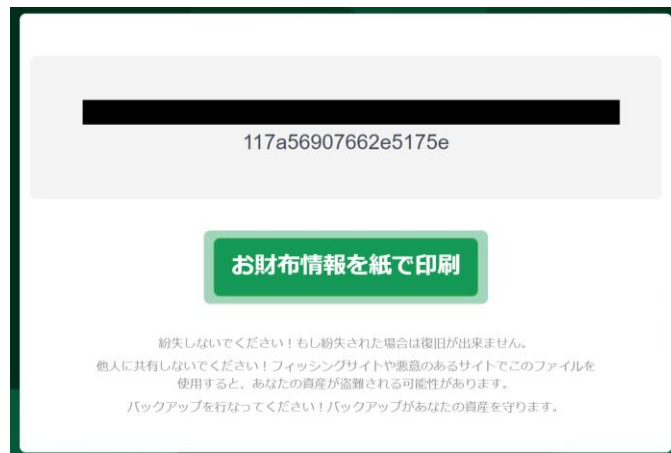 117a56907662e5175e
お財布情報を紙で印刷
紛失しないでください！もし紛失された場合は復旧が出来ません。
他人に共有しないでください！フィッシングサイトや悪意のあるサイトでこのファイルを
使用すると、あなたの資産が盗難される可能性があります。
バックアップを行なってください！バックアップがあなたの資産を守ります。